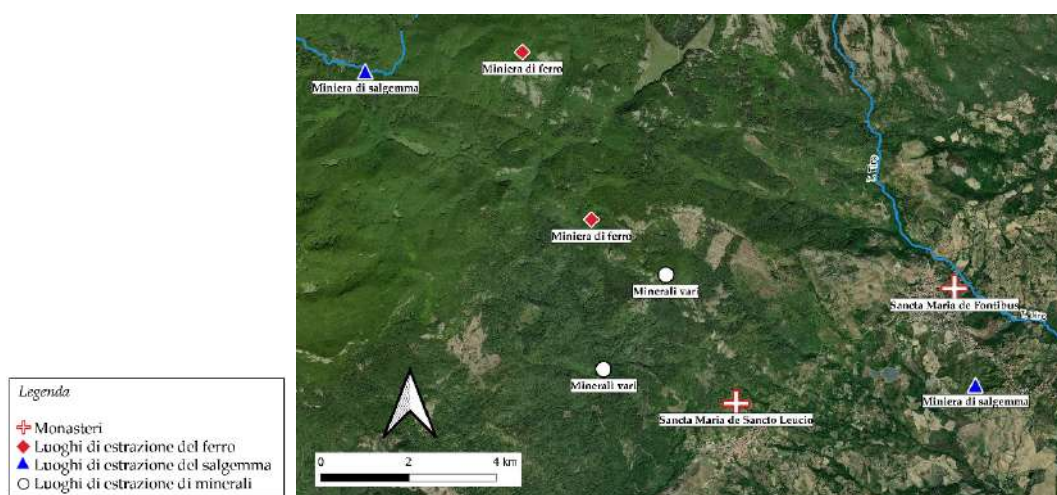 Miniera di ferro
Miniera di salgemma
Miniera di ferro
Minerali vari
Sancta Maria de Fontibus
Minerali vari
Miniera di salgemma
Sancta Maria de Sancto Leucio
0 2 4 km
Legenda
Monasteri
Luoghi di estrazione del ferro
Luoghi di estrazione del salgemma
Luoghi di estrazione di minerali